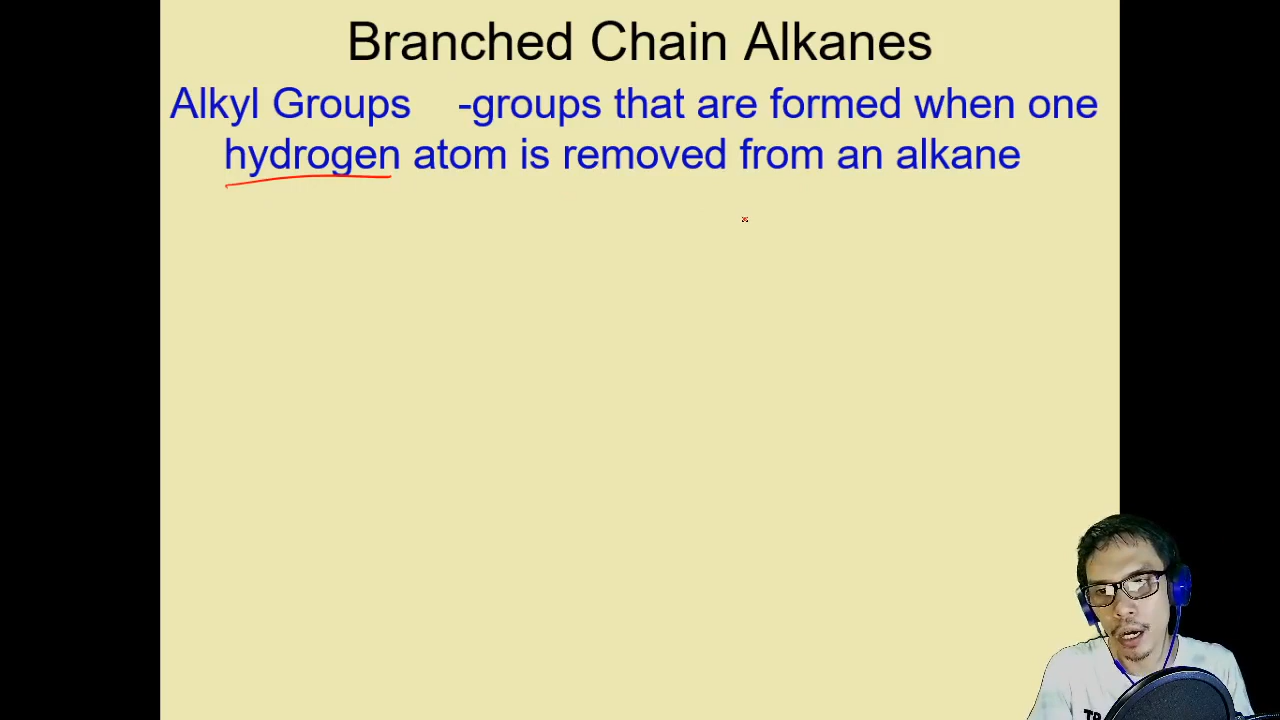 Branched Chain Alkanes
Alkyl Groups -groups that are formed when one
hydrogen atom is removed from an alkane